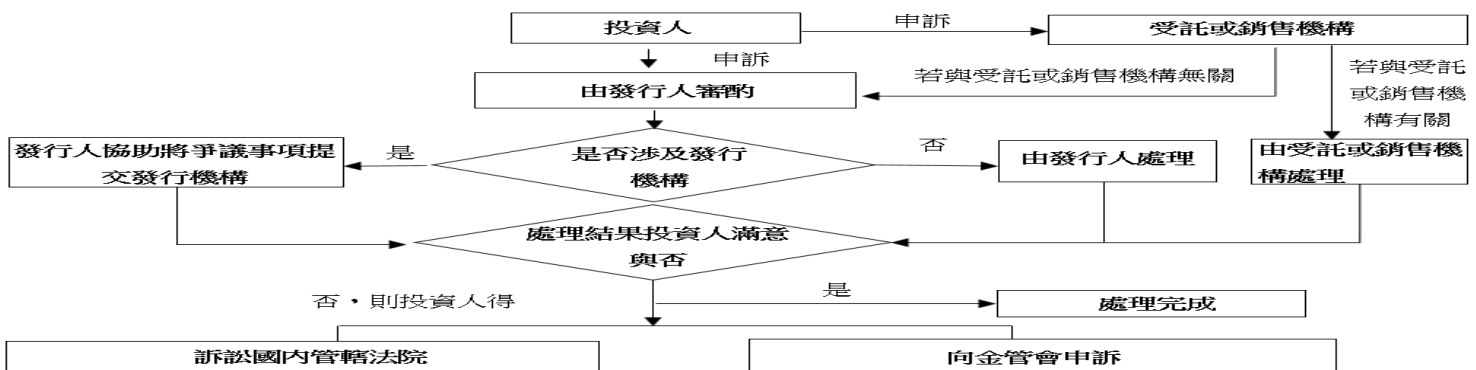 投資人
申訴
受託或銷售機構
申訴
由發行人審酌
若與受託或銷售機構無關
若與受託
或銷售機
構有關
發行人協助將爭議事項提
交發行機構
是
是否涉及發行
機構
否
由發行人處理
由受託或銷售機
構處理
處理結果投資人滿意
與否
否，則投資人得
是
處理完成
訴訟國內管轄法院
向金管會申訴